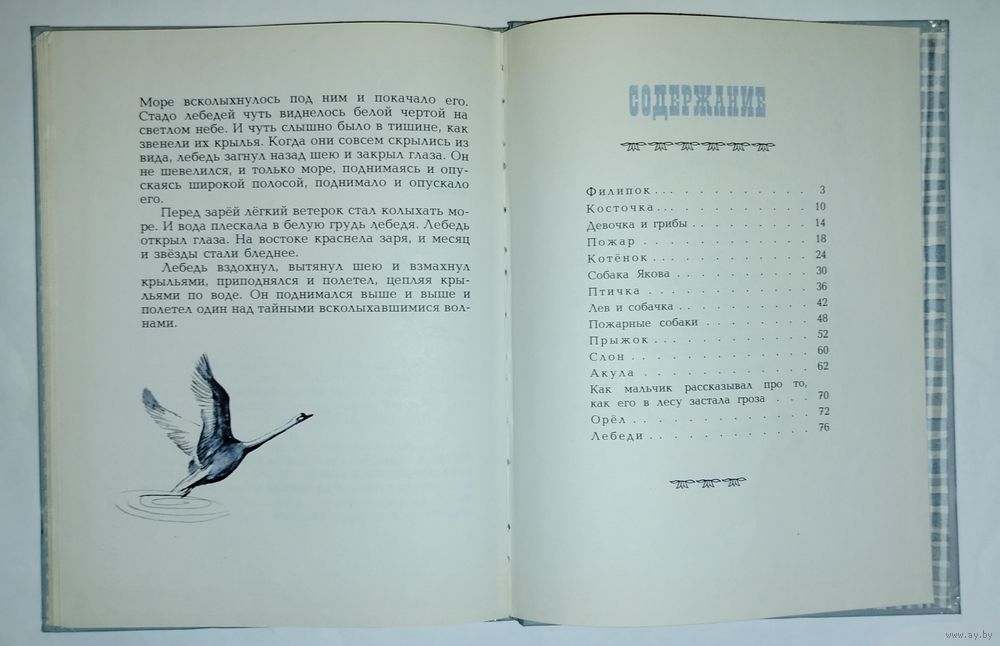 Море всколыхнулось под ним и покачало его.
Стадо лебедей чуть виднелось белой чертой на
светлом небе. И чуть слышно было в тишине, как
звенели их крылья. Когда они совсем скрылись из
вида, лебедь загнул назад шею и закрыл глаза. Он
не шевелился, и только море, поднимаясь и опу-
скаясь широкой полосой, поднимало и опускало
его.
Перед зарёй лёгкий ветерок стал колыхать мо-
ре. И вода плескала в белую грудь лебедя. Лебедь
открыл глаза. На востоке краснела заря, и месяц
и звёзды стали бледнее.
Лебедь вздохнул, вытянул шею и взмахнул
крыльями, приподнялся и полетел, цепляя кры-
льями по воде. Он поднимался выше и выше и
полетел один над тайными всколыхавшимися вол-
нами.
СОДЕРЖАНИЕ
Филипок . . . . . . . . . . . 3
Косточка . . . . . . . . . . . 10
Девочка и грибы . . . . . . . . . 14
Пожар . . . . . . . . . . . 18
Котёнок . . . . . . . . . . . 24
Собака Якова . . . . . . . . . . 30
Птичка . . . . . . . . . . . 36
Лев и собачка . . . . . . . . . . 42
Пожарные собаки . . . . . . . . . 48
Прыжок . . . . . . . . . . . 52
Слон . . . . . . . . . . . . 60
Акула . . . . . . . . . . . 62
Как мальчик рассказывал про то,
как его в лесу застала гроза . . . 70
Орёл . . . . . . . . . . . . 72
Лебеди . . . . . . . . . . . 76
www.ay.by